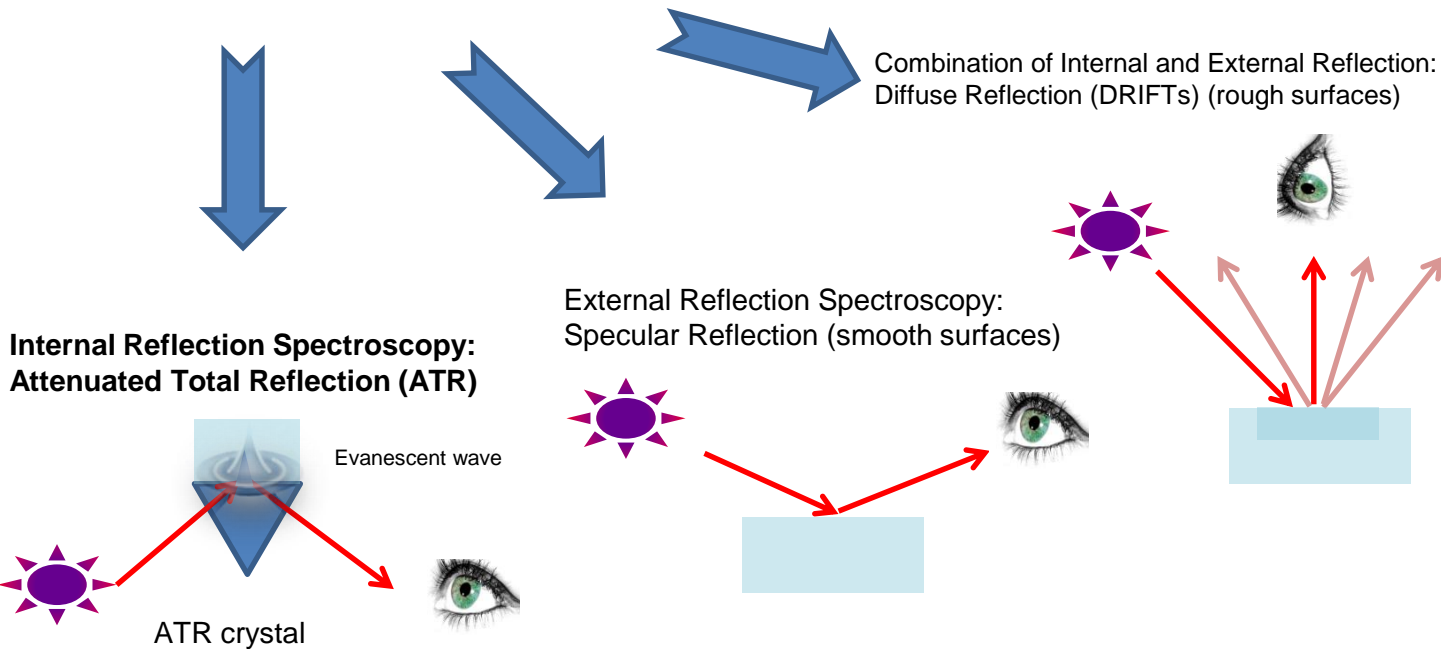 Combination of Internal and External Reflection:
Diffuse Reflection (DRIFTs) (rough surfaces)
External Reflection Spectroscopy:
Specular Reflection (smooth surfaces)
Internal Reflection Spectroscopy:
Attenuated Total Reflection (ATR)
Evanescent wave
ATR crystal